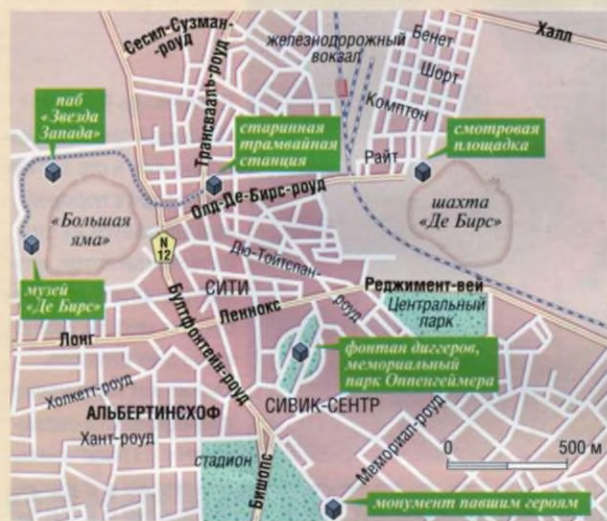 Сесил-Сузман-
-роуд
Трансвааль-роуд
железнодорожный
вокзал
Бенет
Халл
Шорт
Комптон
Райт
паб
«Звезда
Запада»
старинная
трамвайная
станция
смотровая
площадка
Олд-Де-Бирс-роуд
«Большая
яма»
шахта
«Де Бирс»
N
12
музей
«Де Бирс»
Дю-Тойтспан-
роуд
СИТИ
Реджимент-вей
Центральный
парк
Леннокс
Лонг
Бултфонтейн-роуд
фонтан диггеров,
мемориальный
парк Оппенгеймера
Холкетт-роуд
АЛЬБЕРТИНСХОФ
СИВИК-СЕНТР
Хант-роуд
стадион
Бишопс
Мемориал-роуд
0 500 м
монумент павшим героям